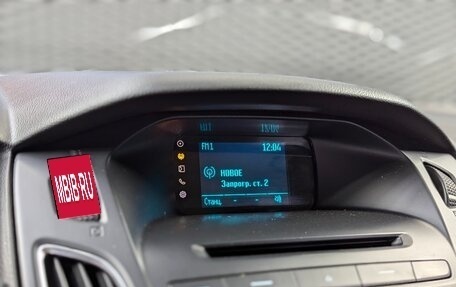 FM1 12:04
НОВОЕ
Запрогр.ст.2
Станц. - -
MBIB.RU